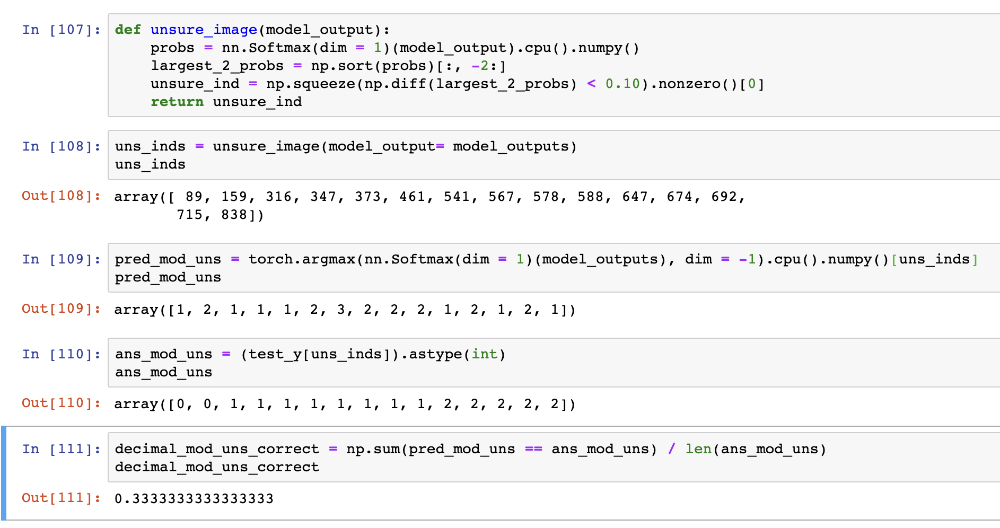 In [107]: def unsure_image(model_output):
    probs = nn.Softmax(dim = 1)(model_output).cpu().numpy()
    largest_2_probs = np.sort(probs)[:, -2:]
    unsure_ind = np.squeeze(np.diff(largest_2_probs) < 0.10).nonzero()[0]
    return unsure_ind
In [108]: uns_inds = unsure_image(model_output= model_outputs)
uns_inds
Out[108]: array([ 89, 159, 316, 347, 373, 461, 541, 567, 578, 588, 647, 674, 692,
       715, 838])
In [109]: pred_mod_uns = torch.argmax(nn.Softmax(dim = 1)(model_outputs), dim = -1).cpu().numpy()[uns_inds]
pred_mod_uns
Out[109]: array([1, 2, 1, 1, 1, 2, 3, 2, 2, 2, 1, 2, 1, 2, 1])
In [110]: ans_mod_uns = (test_y[uns_inds]).astype(int)
ans_mod_uns
Out[110]: array([0, 0, 1, 1, 1, 1, 1, 1, 1, 1, 2, 2, 2, 2, 2])
In [111]: decimal_mod_uns_correct = np.sum(pred_mod_uns == ans_mod_uns) / len(ans_mod_uns)
decimal_mod_uns_correct
Out[111]: 0.3333333333333333